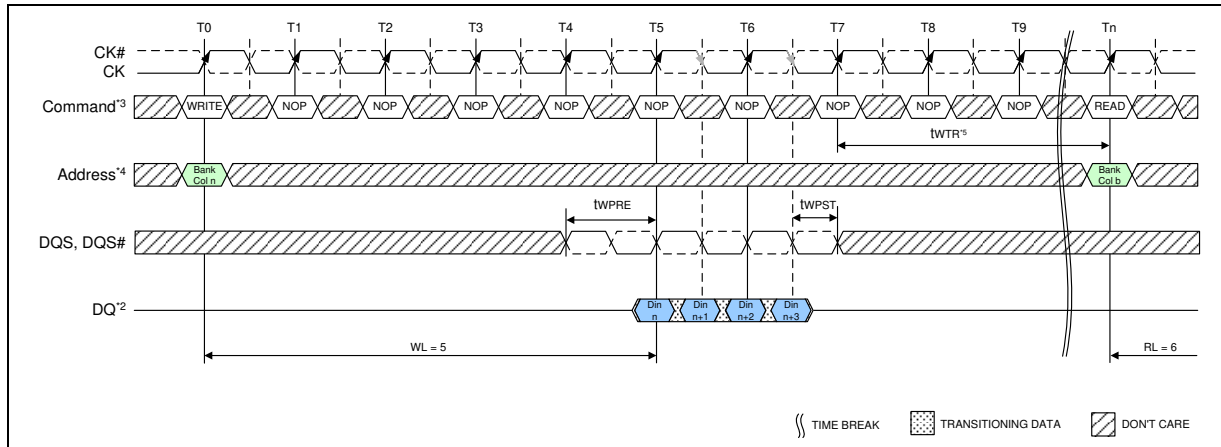 T0 T1 T2 T3 T4 T5 T6 T7 T8 T9 Tn
CK#
CK
Command*3 WRITE NOP NOP NOP NOP NOP NOP NOP NOP NOP READ
tWTR*5
Address*4 Bank Col n Bank Col b
tWPRE tWPST
DQS, DQS#
DQ*2 Din n Din n+1 Din n+2 Din n+3
WL = 5 RL = 6
TIME BREAK TRANSITIONING DATA DON'T CARE